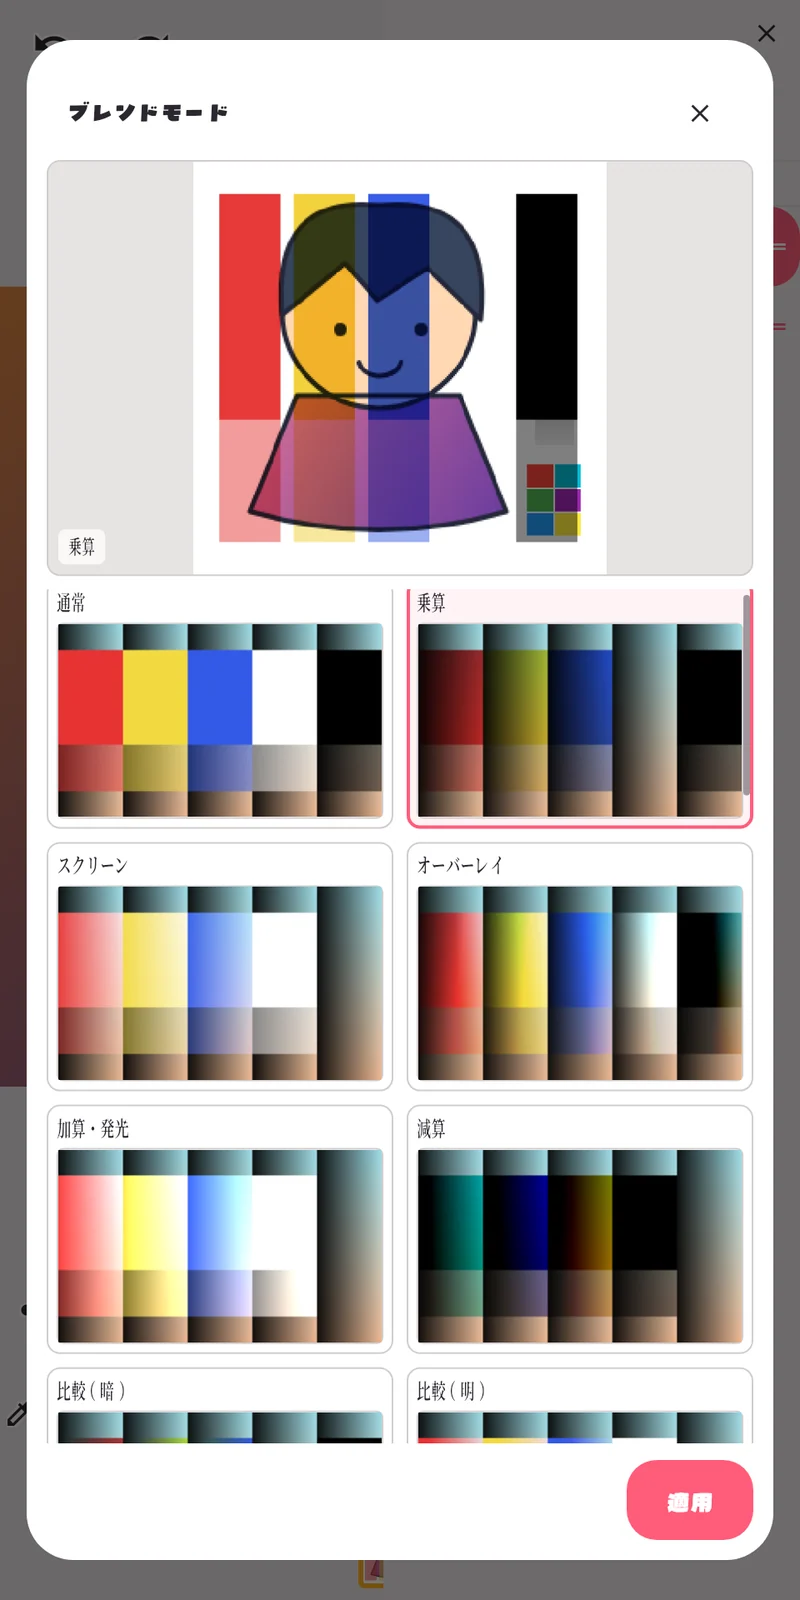 ブレンドモード
乗算
通常
乗算
スクリーン
オーバーレイ
加算・発光
減算
比較(暗)
比較(明)
適用